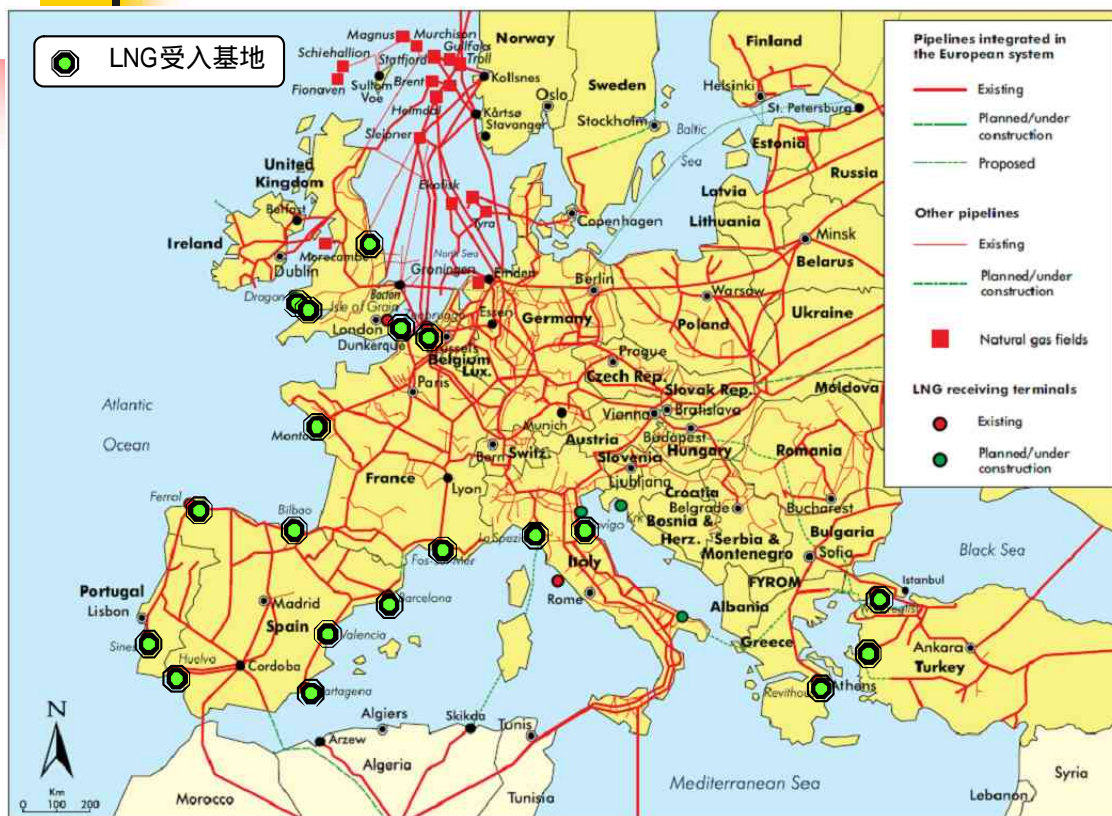 LNG受入基地
Magnus
Murchison
Schiehallion
Statfjord
Gullfaks
Troll
Norway
Finland
Fionaven
Sullom
Voe
Brent
Kollsnes
Sweden
Helsinki
St. Petersburg
Heimdal
Oslo
Kårtsø
Stavanger
Stockholm
Baltic
Sea
Estonia
Sleipner
Russia
United
Kingdom
Ekofisk
Latvia
Lithuania
Belfast
Tyra
Copenhagen
Ireland
Minsk
Morecambe
North Sea
Dublin
Groningen
Emden
Berlin
Belarus
Warsaw
Dragon
Isle of Grain
Bacton
London
Essen
Germany
Poland
Ukraine
Dunkerque
Brussels
Belgium
Lux.
Prague
Czech Rep.
Slovak Rep.
Moldova
Paris
Atlantic
Ocean
Munich
Vienna
Bratislava
Budapest
Austria
Hungary
Bern
Switz.
Slovenia
Ljubljana
Romania
France
Lyon
Croatia
Belgrade
Krk
Bucharest
Ferrol
Bilbao
La Spezia
Bosnia &
Herz.
Serbia &
Montenegro
Bulgaria
Sofia
Black Sea
Fos-sur-Mer
Italy
FYROM
Istanbul
Portugal
Lisbon
Madrid
Barcelona
Rome
Albania
Spain
Valencia
Greece
Ankara
Turkey
Sines
Huelva
Cordoba
Cartagena
Athens
Algiers
Skikda
Tunis
Arzew
Algeria
Morocco
Tunisia
Mediterranean Sea
Syria
Lebanon
N
Km
0 100 200
Pipelines integrated in
the European system
Existing
Planned/under
construction
Proposed
Other pipelines
Existing
Planned/under
construction
Natural gas fields
LNG receiving terminals
Existing
Planned/under
construction